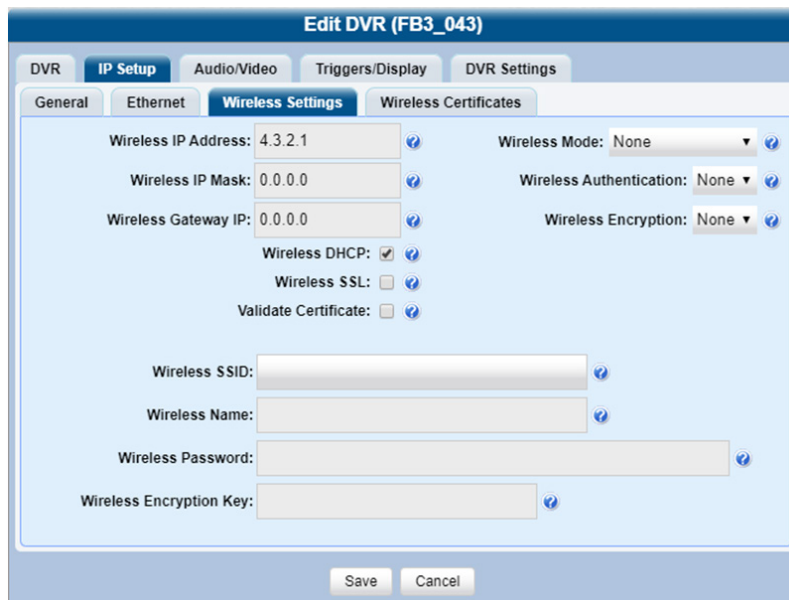 Edit DVR (FB3_043)
DVR IP Setup Audio/Video Triggers/Display DVR Settings
General Ethernet Wireless Settings Wireless Certificates
Wireless IP Address: 4.3.2.1 Wireless Mode: None
Wireless IP Mask: 0.0.0.0 Wireless Authentication: None
Wireless Gateway IP: 0.0.0.0 Wireless Encryption: None
Wireless DHCP:
Wireless SSL:
Validate Certificate:
Wireless SSID:
Wireless Name:
Wireless Password:
Wireless Encryption Key:
Save Cancel